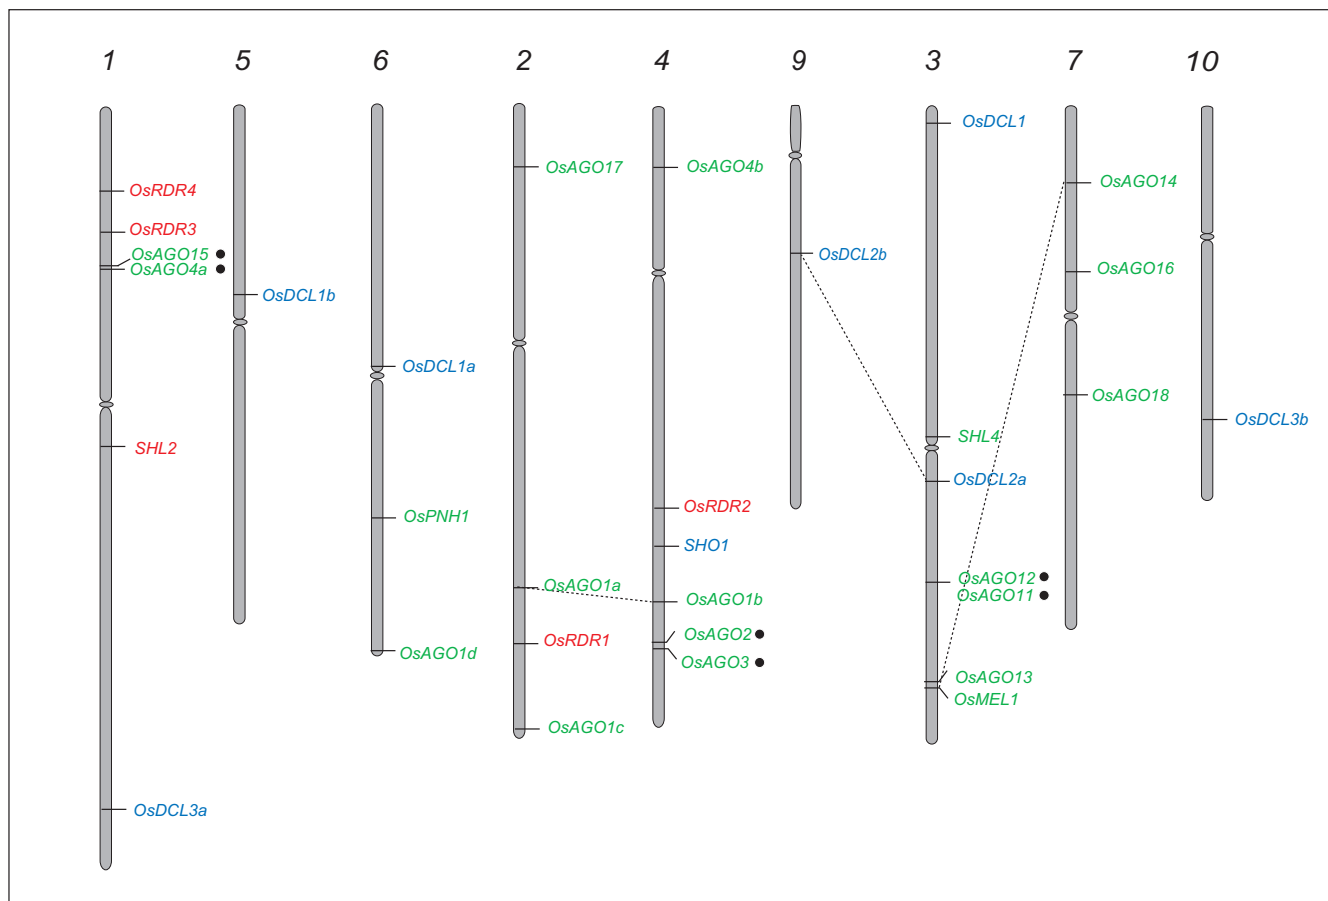 1 5 6 2 4 9 3 7 10
OsRDR4
OsRDR3
OsAGO15
OsAGO4a
SHL2
OsDCL3a
OsDCL1b
OsDCL1a
OsPNH1
OsAGO1d
OsAGO17
OsAGO1a
OsRDR1
OsAGO1c
OsAGO4b
OsRDR2
SHO1
OsAGO1b
OsAGO2
OsAGO3
OsDCL2b
OsDCL1
SHL4
OsDCL2a
OsAGO12
OsAGO11
OsAGO13
OsMEL1
OsAGO14
OsAGO16
OsAGO18
OsDCL3b